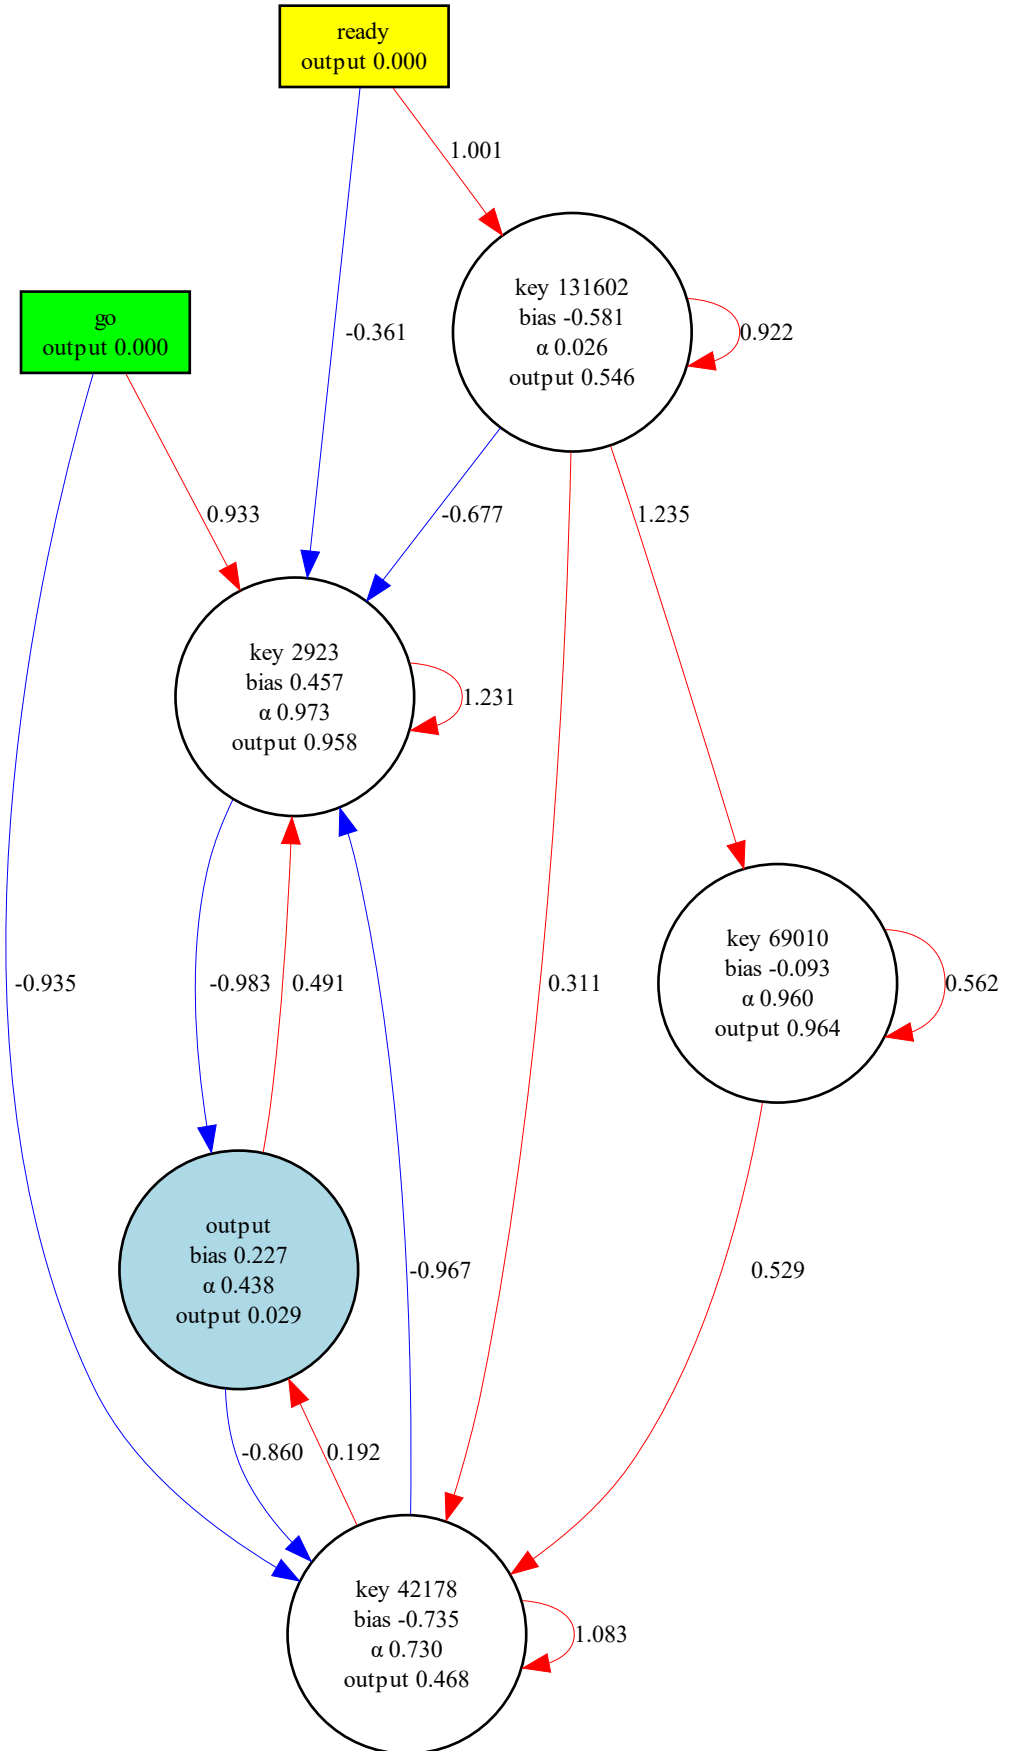 ready
output 0.000
1.001
key 131602
bias -0.581
α 0.026
output 0.546
0.922
-0.361
go
output 0.000
0.933
-0.677
1.235
key 2923
bias 0.457
α 0.973
output 0.958
1.231
key 69010
bias -0.093
α 0.960
output 0.964
0.562
-0.935
-0.983
0.491
0.311
output
bias 0.227
α 0.438
output 0.029
-0.967
0.529
-0.860
0.192
key 42178
bias -0.735
α 0.730
output 0.468
1.083